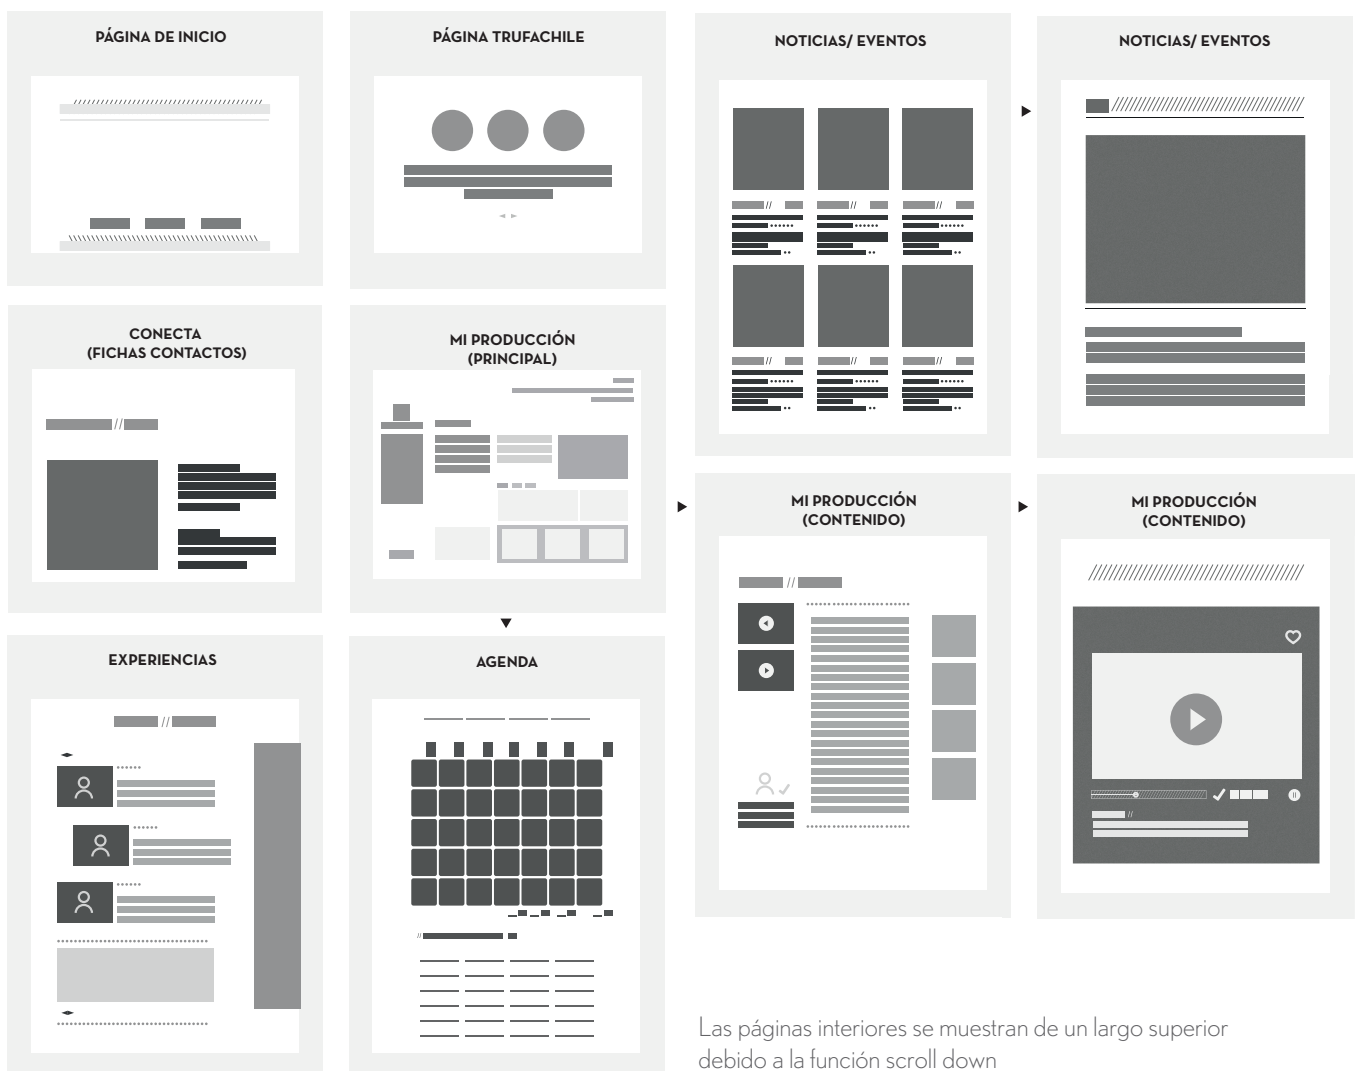 PÁGINA DE INICIO
PÁGINA TRUFACHILE
NOTICIAS/ EVENTOS
NOTICIAS/ EVENTOS
CONECTA
(FICHAS CONTACTOS)
MI PRODUCCIÓN
(PRINCIPAL)
MI PRODUCCIÓN
(CONTENIDO)
MI PRODUCCIÓN
(CONTENIDO)
EXPERIENCIAS
AGENDA
Las páginas interiores se muestran de un largo superior
debido a la función scroll down